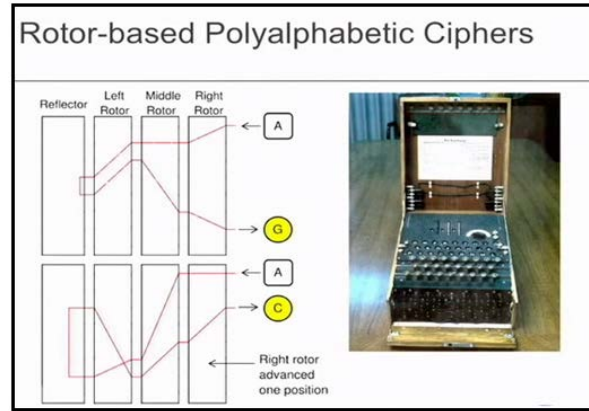 Rotor-based Polyalphabetic Ciphers
Reflector
Left
Rotor
Middle
Rotor
Right
Rotor
A
G
A
C
Right rotor
advanced
one position